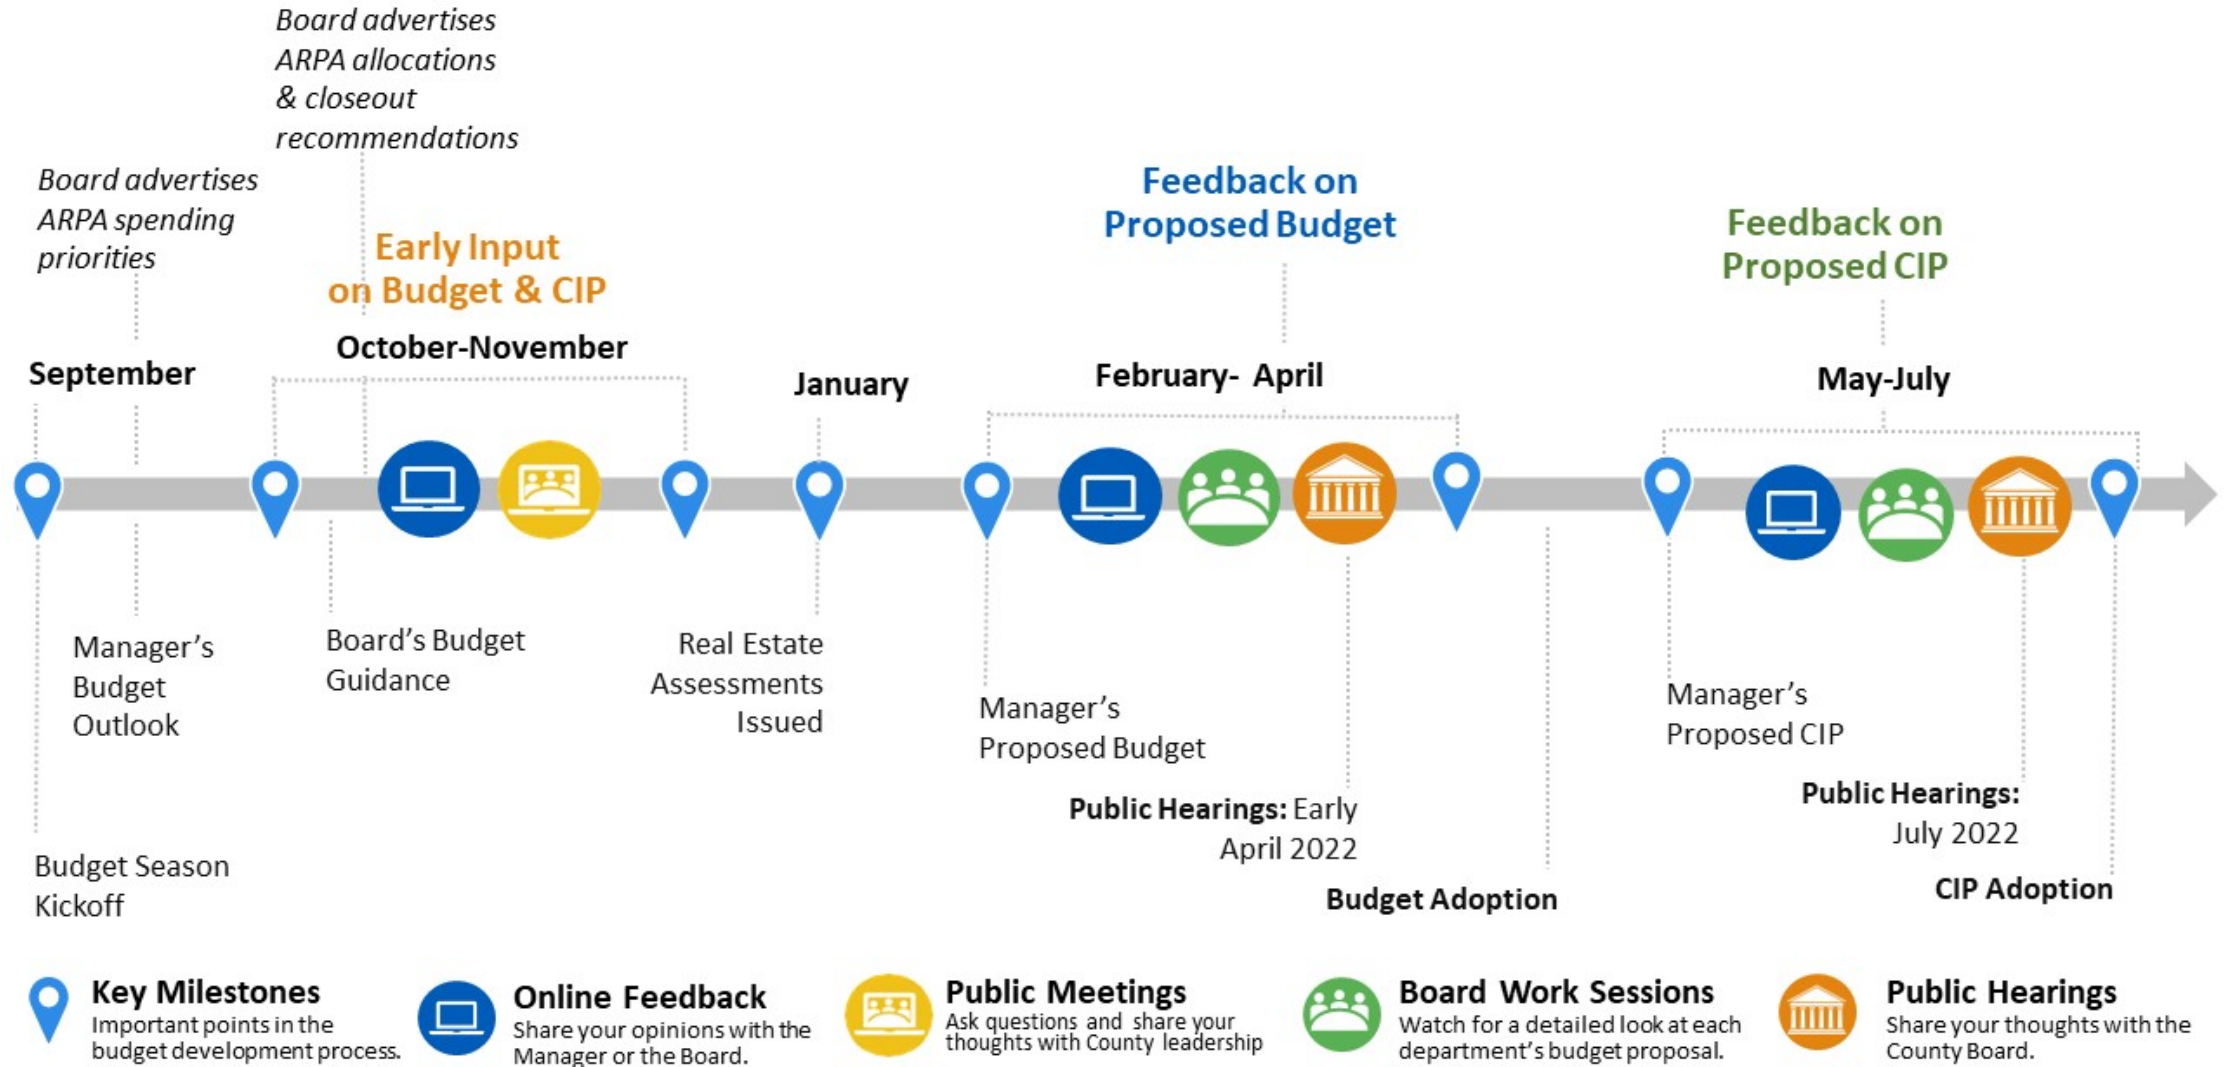 Board advertises
ARPA allocations
& closeout
recommendations
Board advertises
ARPA spending
priorities
Early Input
on Budget & CIP
Feedback on
Proposed Budget
Feedback on
Proposed CIP
September
October-November
January
February- April
May-July
Manager's
Budget
Outlook
Board's Budget
Guidance
Real Estate
Assessments
Issued
Manager's
Proposed Budget
Manager's
Proposed CIP
Public Hearings: Early
April 2022
Public Hearings:
July 2022
Budget Season
Kickoff
Budget Adoption
CIP Adoption
Key Milestones
Important points in the
budget development process.
Online Feedback
Share your opinions with the
Manager or the Board.
Public Meetings
Ask questions and share your
thoughts with County leadership
Board Work Sessions
Watch for a detailed look at each
department's budget proposal.
Public Hearings
Share your thoughts with the
County Board.